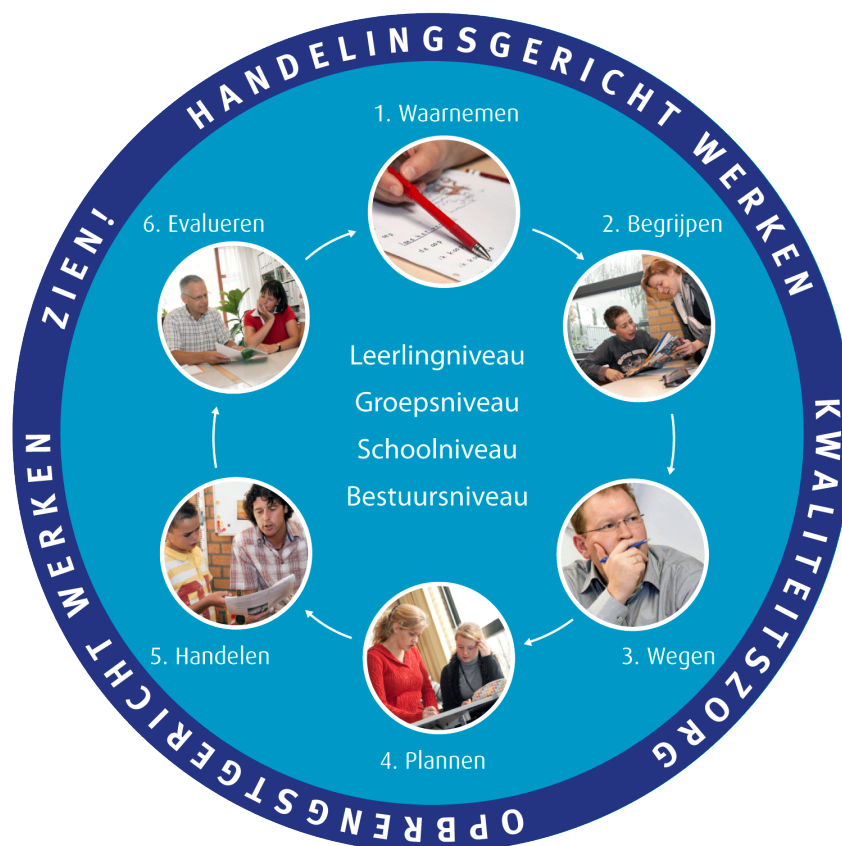 HANDELINGSGERICHT WERKEN
KWALITEITSZORG
OPBRENGSTGERICHT WERKEN
ZIEN!
1. Waarnemen
2. Begrijpen
3. Wegen
4. Plannen
5. Handelen
6. Evalueren
Leerlingniveau
Groepsniveau
Schoolniveau
Bestuursniveau